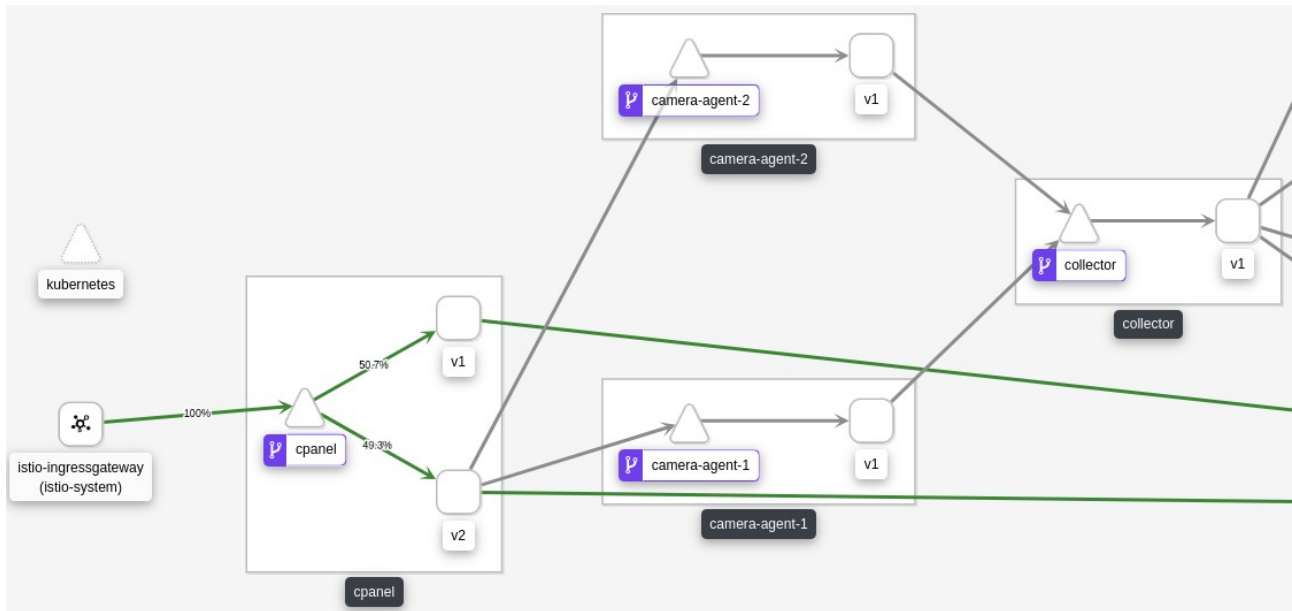 camera-agent-2
v1
camera-agent-2
kubernetes
collector
v1
collector
50.7%
v1
100%
49.3%
cpanel
istio-ingressgateway
(istio-system)
v2
cpanel
camera-agent-1
v1
camera-agent-1